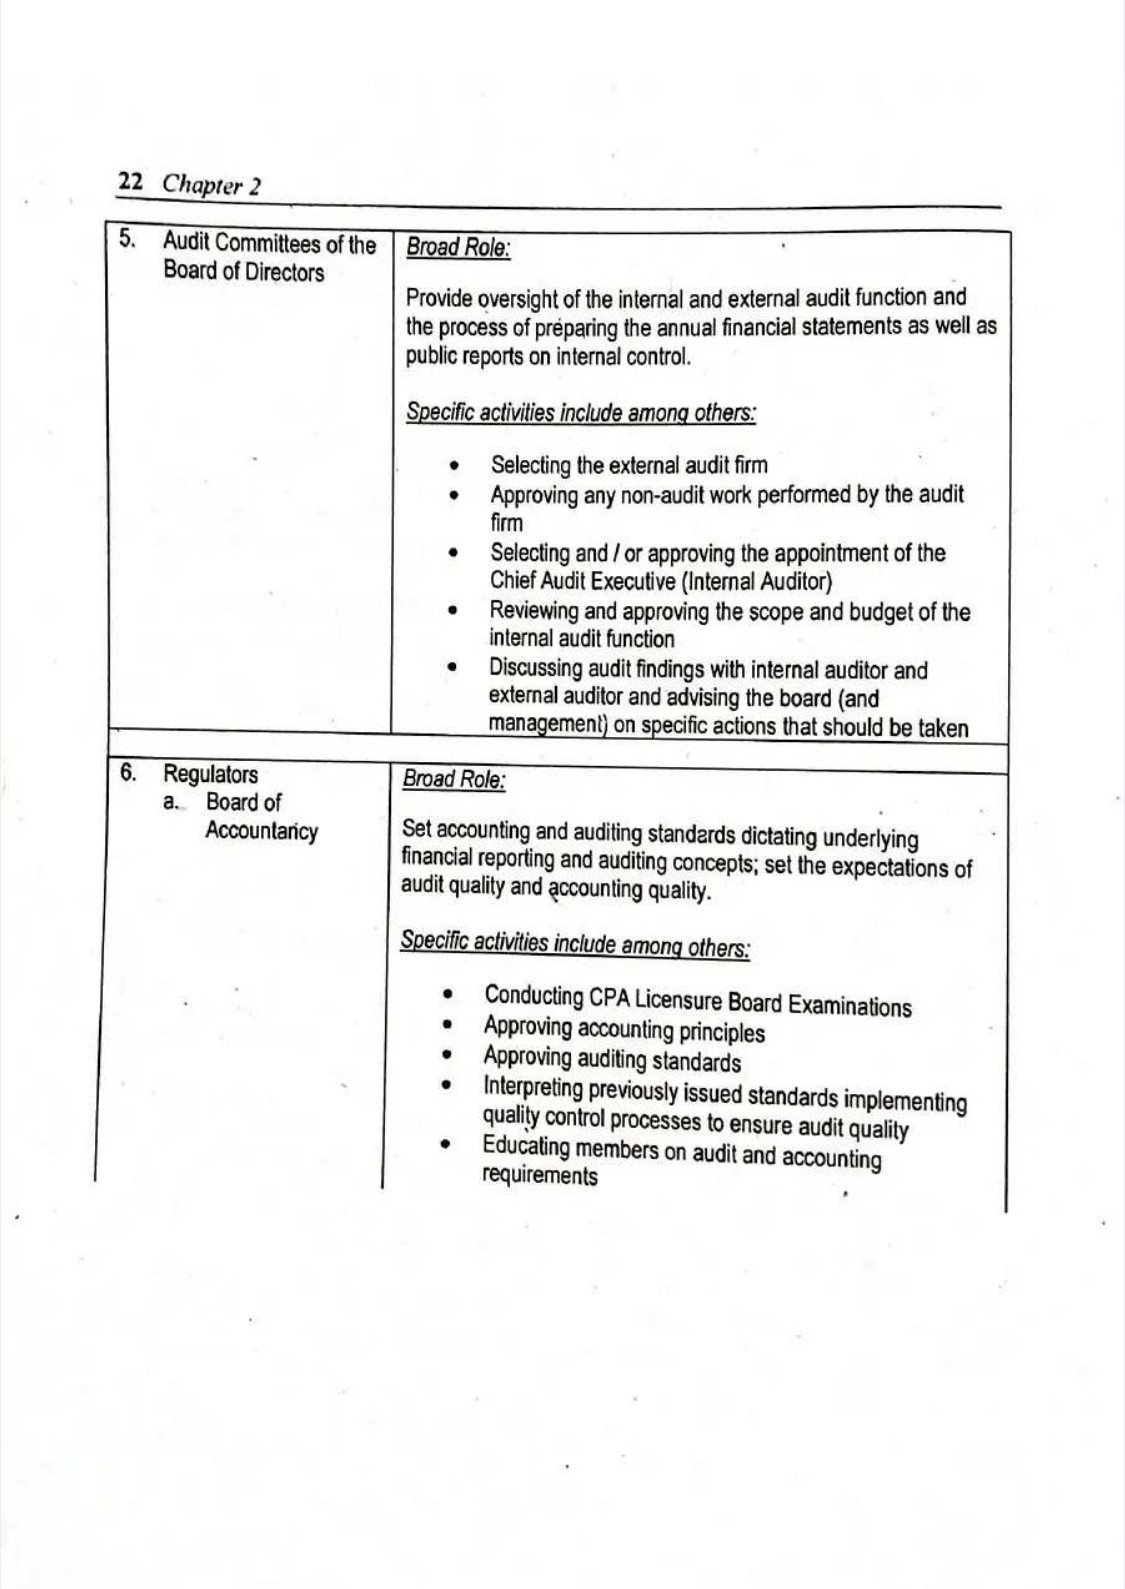 22 Chapter 2
5. Audit Committees of the
Board of Directors
Broad Role:
Provide oversight of the internal and external audit function and
the process of preparing the annual financial statements as well as
public reports on internal control.
Specific activities include among others:
• Selecting the external audit firm
• Approving any non-audit work performed by the audit
firm
• Selecting and / or approving the appointment of the
Chief Audit Executive (Internal Auditor)
• Reviewing and approving the scope and budget of the
internal audit function
• Discussing audit findings with internal auditor and
external auditor and advising the board (and
management) on specific actions that should be taken
6. Regulators
a. Board of
Accountancy
Broad Role:
Set accounting and auditing standards dictating underlying
financial reporting and auditing concepts; set the expectations of
audit quality and accounting quality.
Specific activities include among others:
• Conducting CPA Licensure Board Examinations
• Approving accounting principles
• Approving auditing standards
• Interpreting previously issued standards implementing
quality control processes to ensure audit quality
• Educating members on audit and accounting
requirements